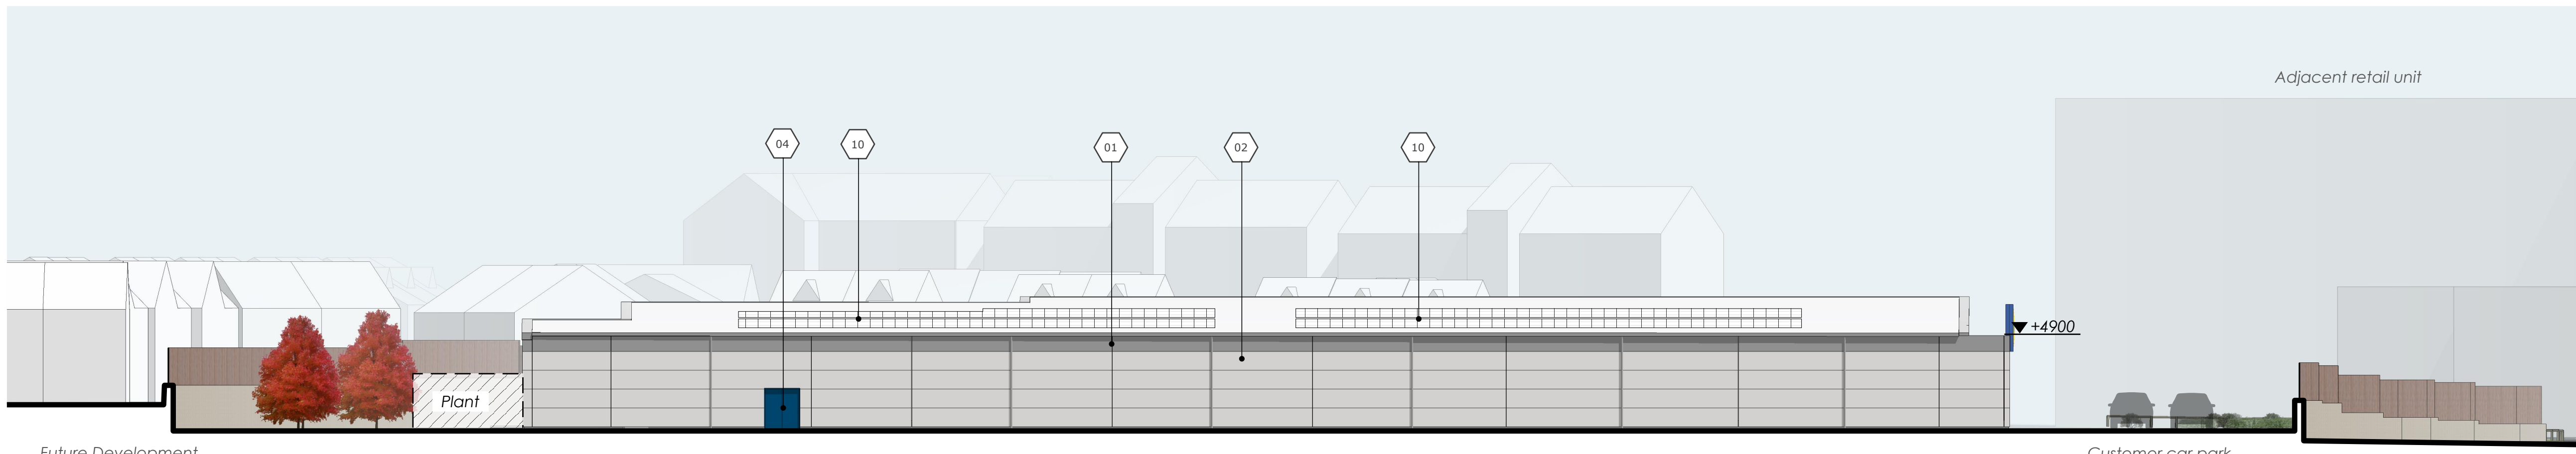 Adjacent retail unit
04
10
01
02
10
+4900
Plant
Future Development
Customer car park